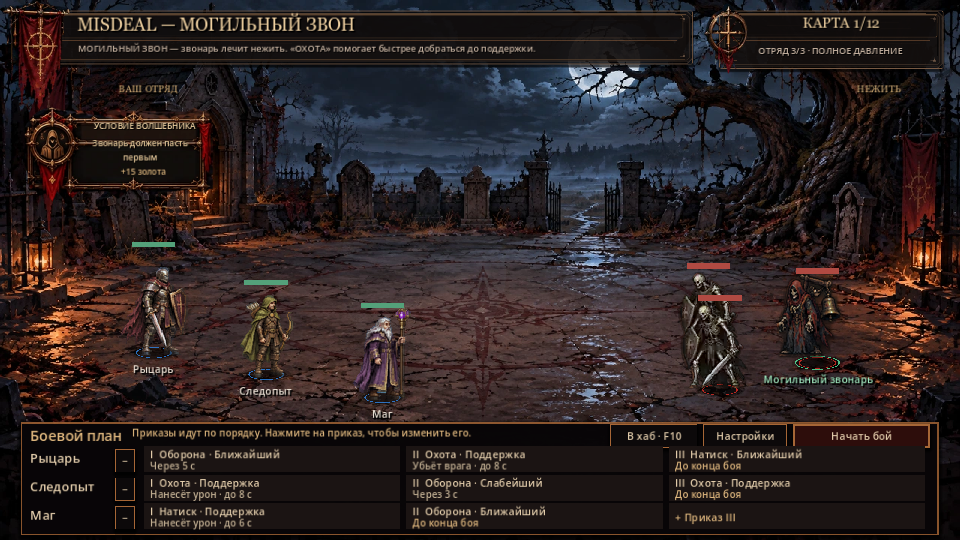 MISDEAL — МОГИЛЬНЫЙ ЗВОН
МОГИЛЬНЫЙ ЗВОН — звонарь лечит нежить. «ОХОТА» помогает быстрее добраться до поддержки.
КАРТА 1/12
ОТРЯД 3/3 · ПОЛНОЕ ДАВЛЕНИЕ
ВАШ ОТРЯД
НЕЖИТЬ
УСЛОВИЕ ВОЛШЕБНИКА
Звонарь должен пасть
первым
+15 золота
Рыцарь
Следопыт
Маг
Могильный звонарь
Боевой план
Приказы идут по порядку. Нажмите на приказ, чтобы изменить его.
В хаб · F10
Настройки
Начать бой
Рыцарь
–
I Оборона · Ближайший
Через 5 с
II Охота · Поддержка
Убьёт врага · до 8 с
III Натиск · Ближайший
До конца боя
Следопыт
–
I Охота · Поддержка
Нанесёт урон · до 8 с
II Оборона · Слабейший
Через 3 с
III Охота · Поддержка
До конца боя
Маг
–
I Натиск · Поддержка
Нанесёт урон · до 6 с
II Оборона · Ближайший
До конца боя
+ Приказ III